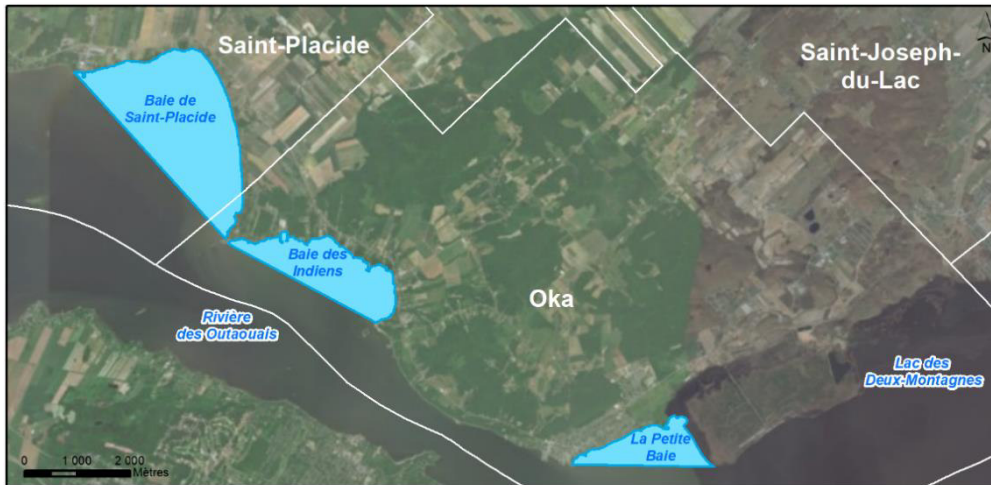 Saint-Placide
Saint-Joseph-
du-Lac
N
Baie de
Saint-Placide
Baie des
Indiens
Oka
Rivière
des Outaouais
Lac des
Deux-Montagnes
La Petite
Baie
0 1 000 2 000
Mètres